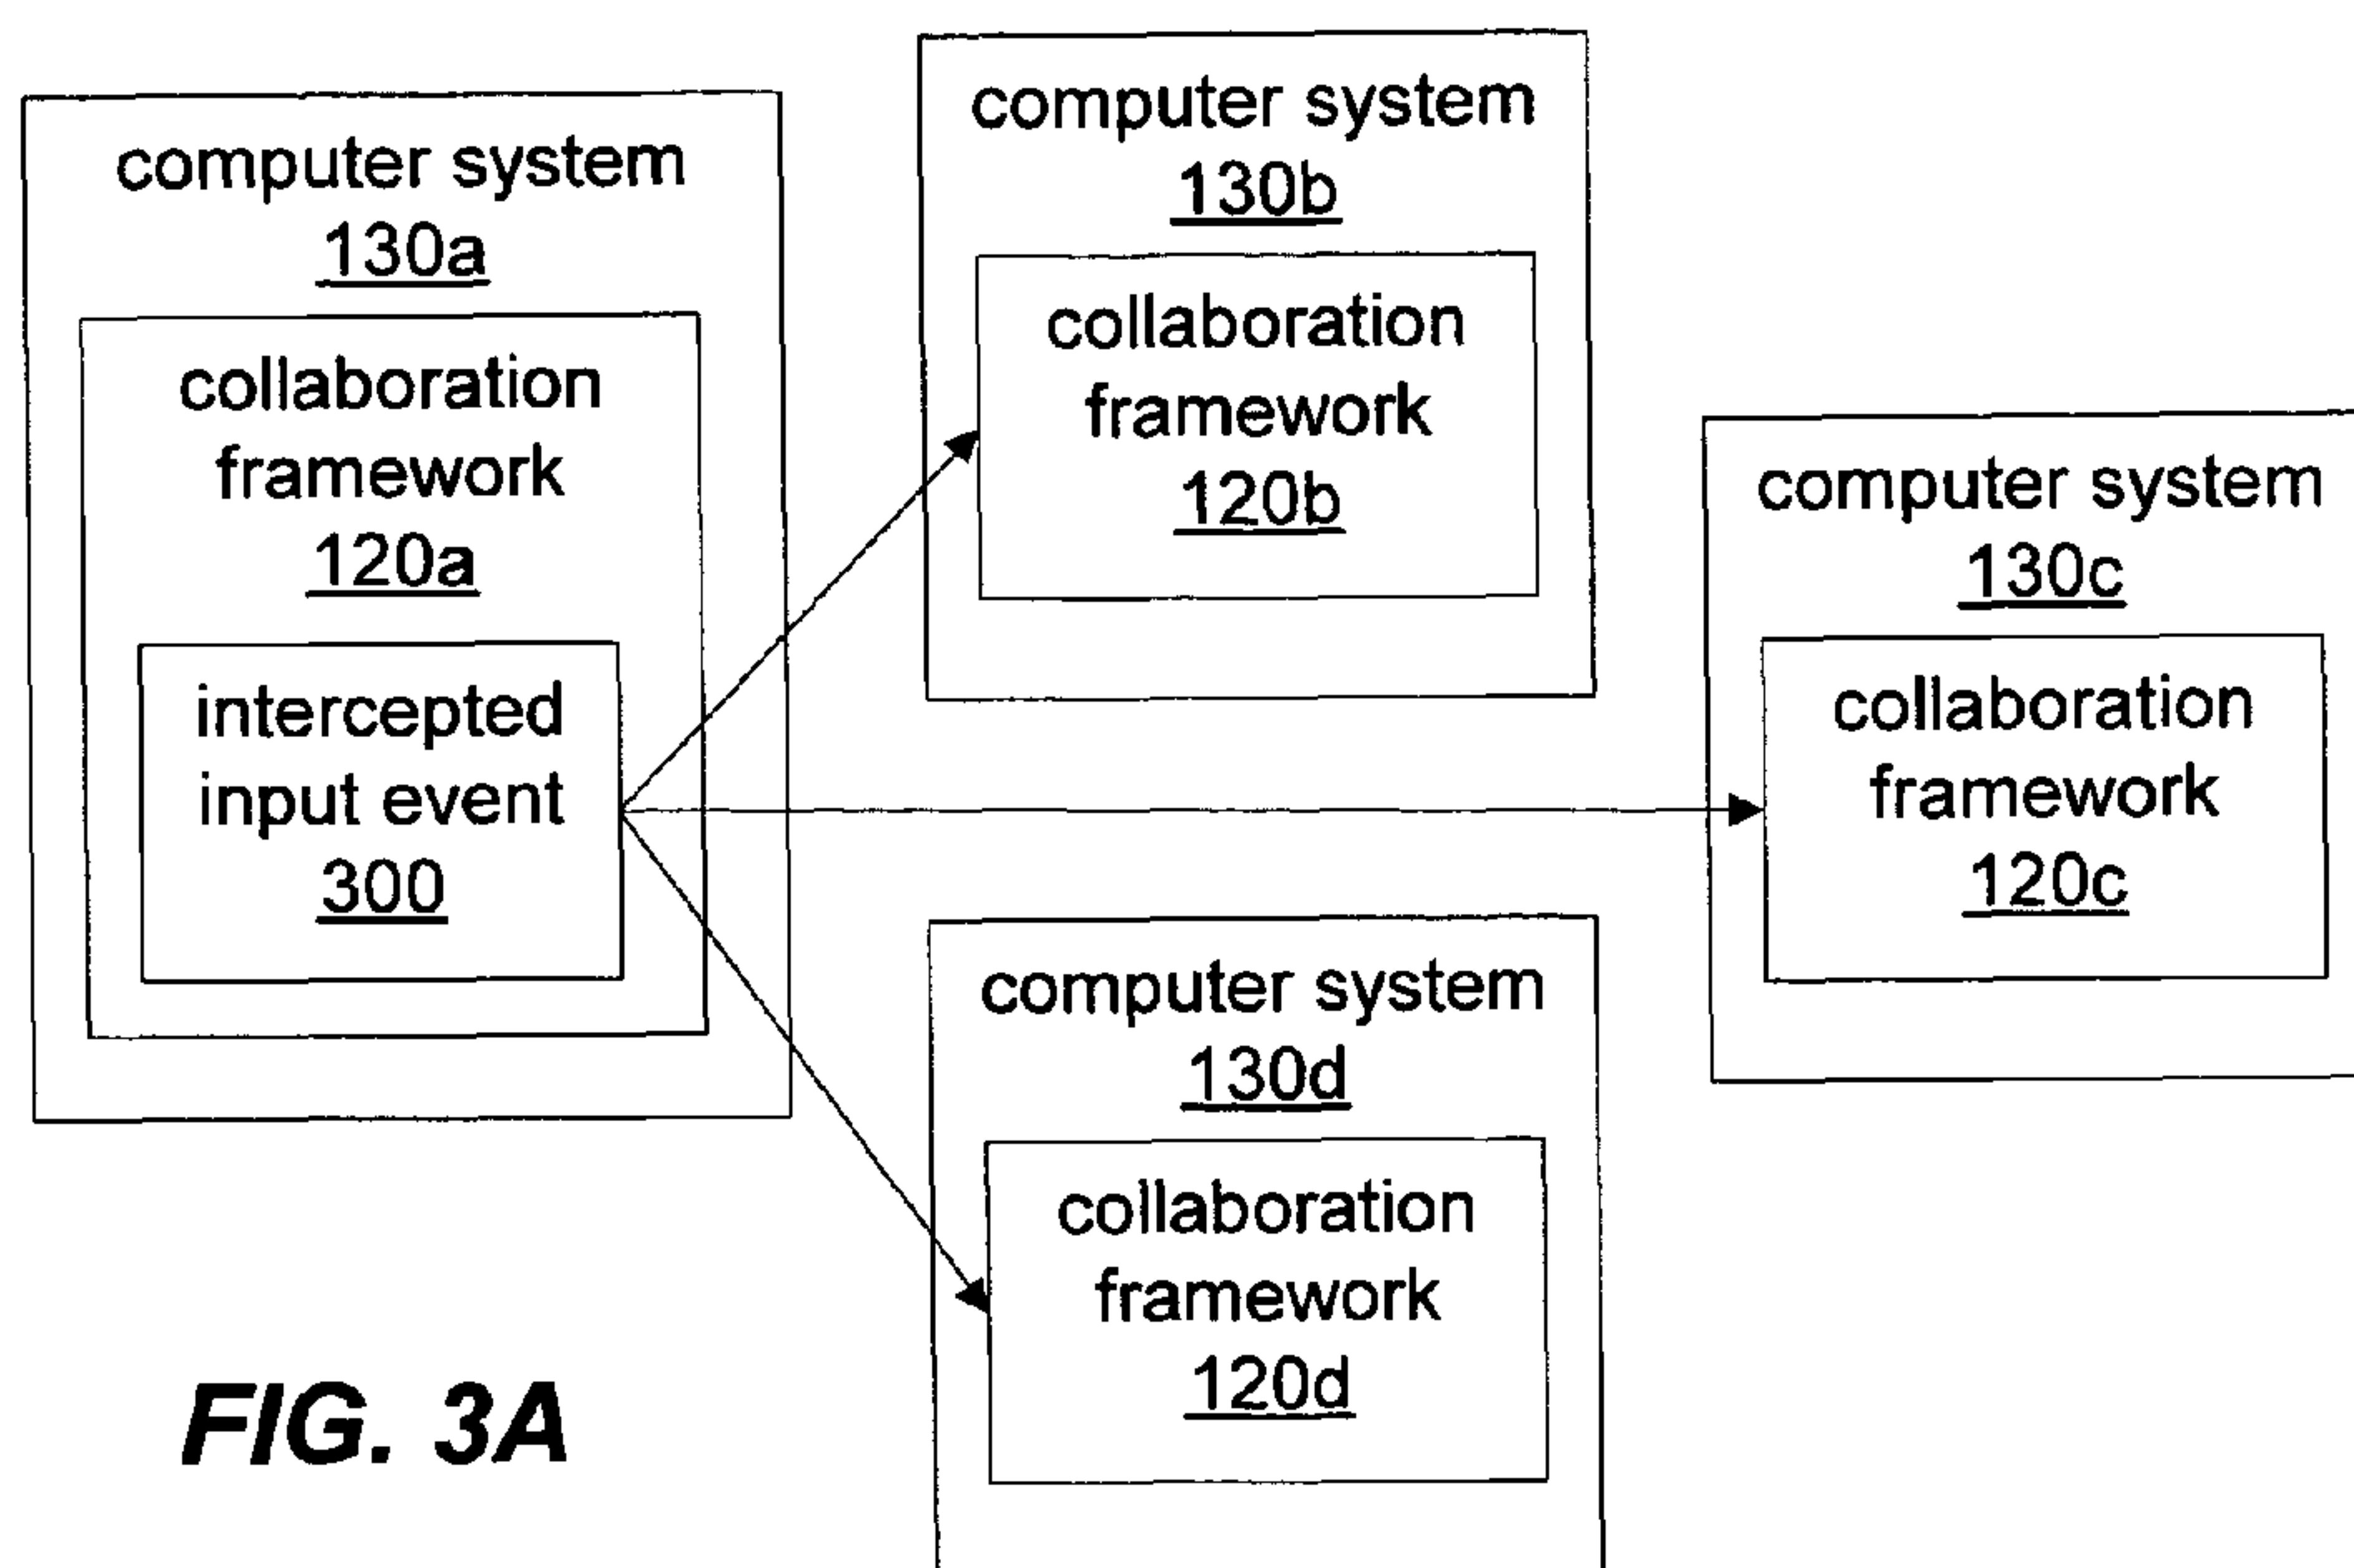 computer system
130a
collaboration
framework
120a
intercepted
input event
300
computer system
130b
collaboration
framework
120b
computer system
130c
collaboration
framework
120c
computer system
130d
collaboration
framework
120d
FIG. 3A